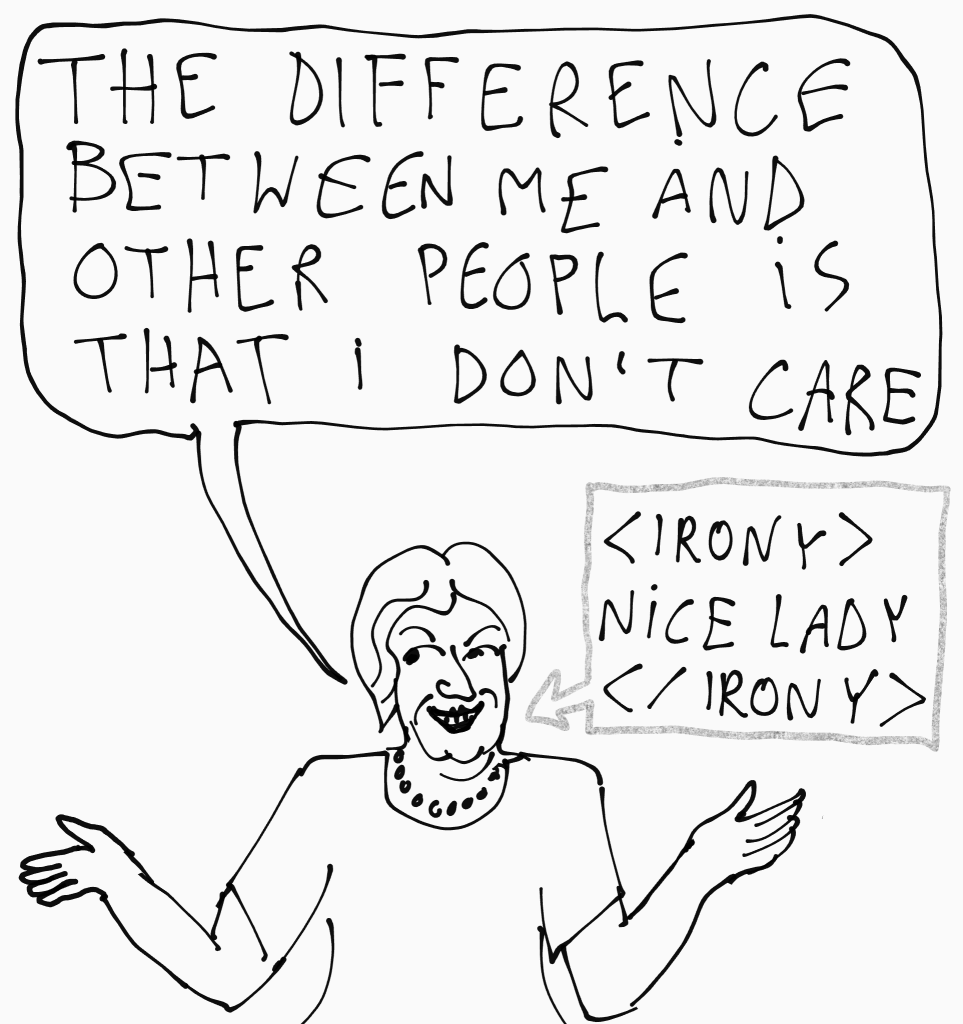 THE DIFFERENCE
BETWEEN ME AND
OTHER PEOPLE iS
THAT i DON'T CARE
<IRONY>
NiCE LADY
</IRONY>